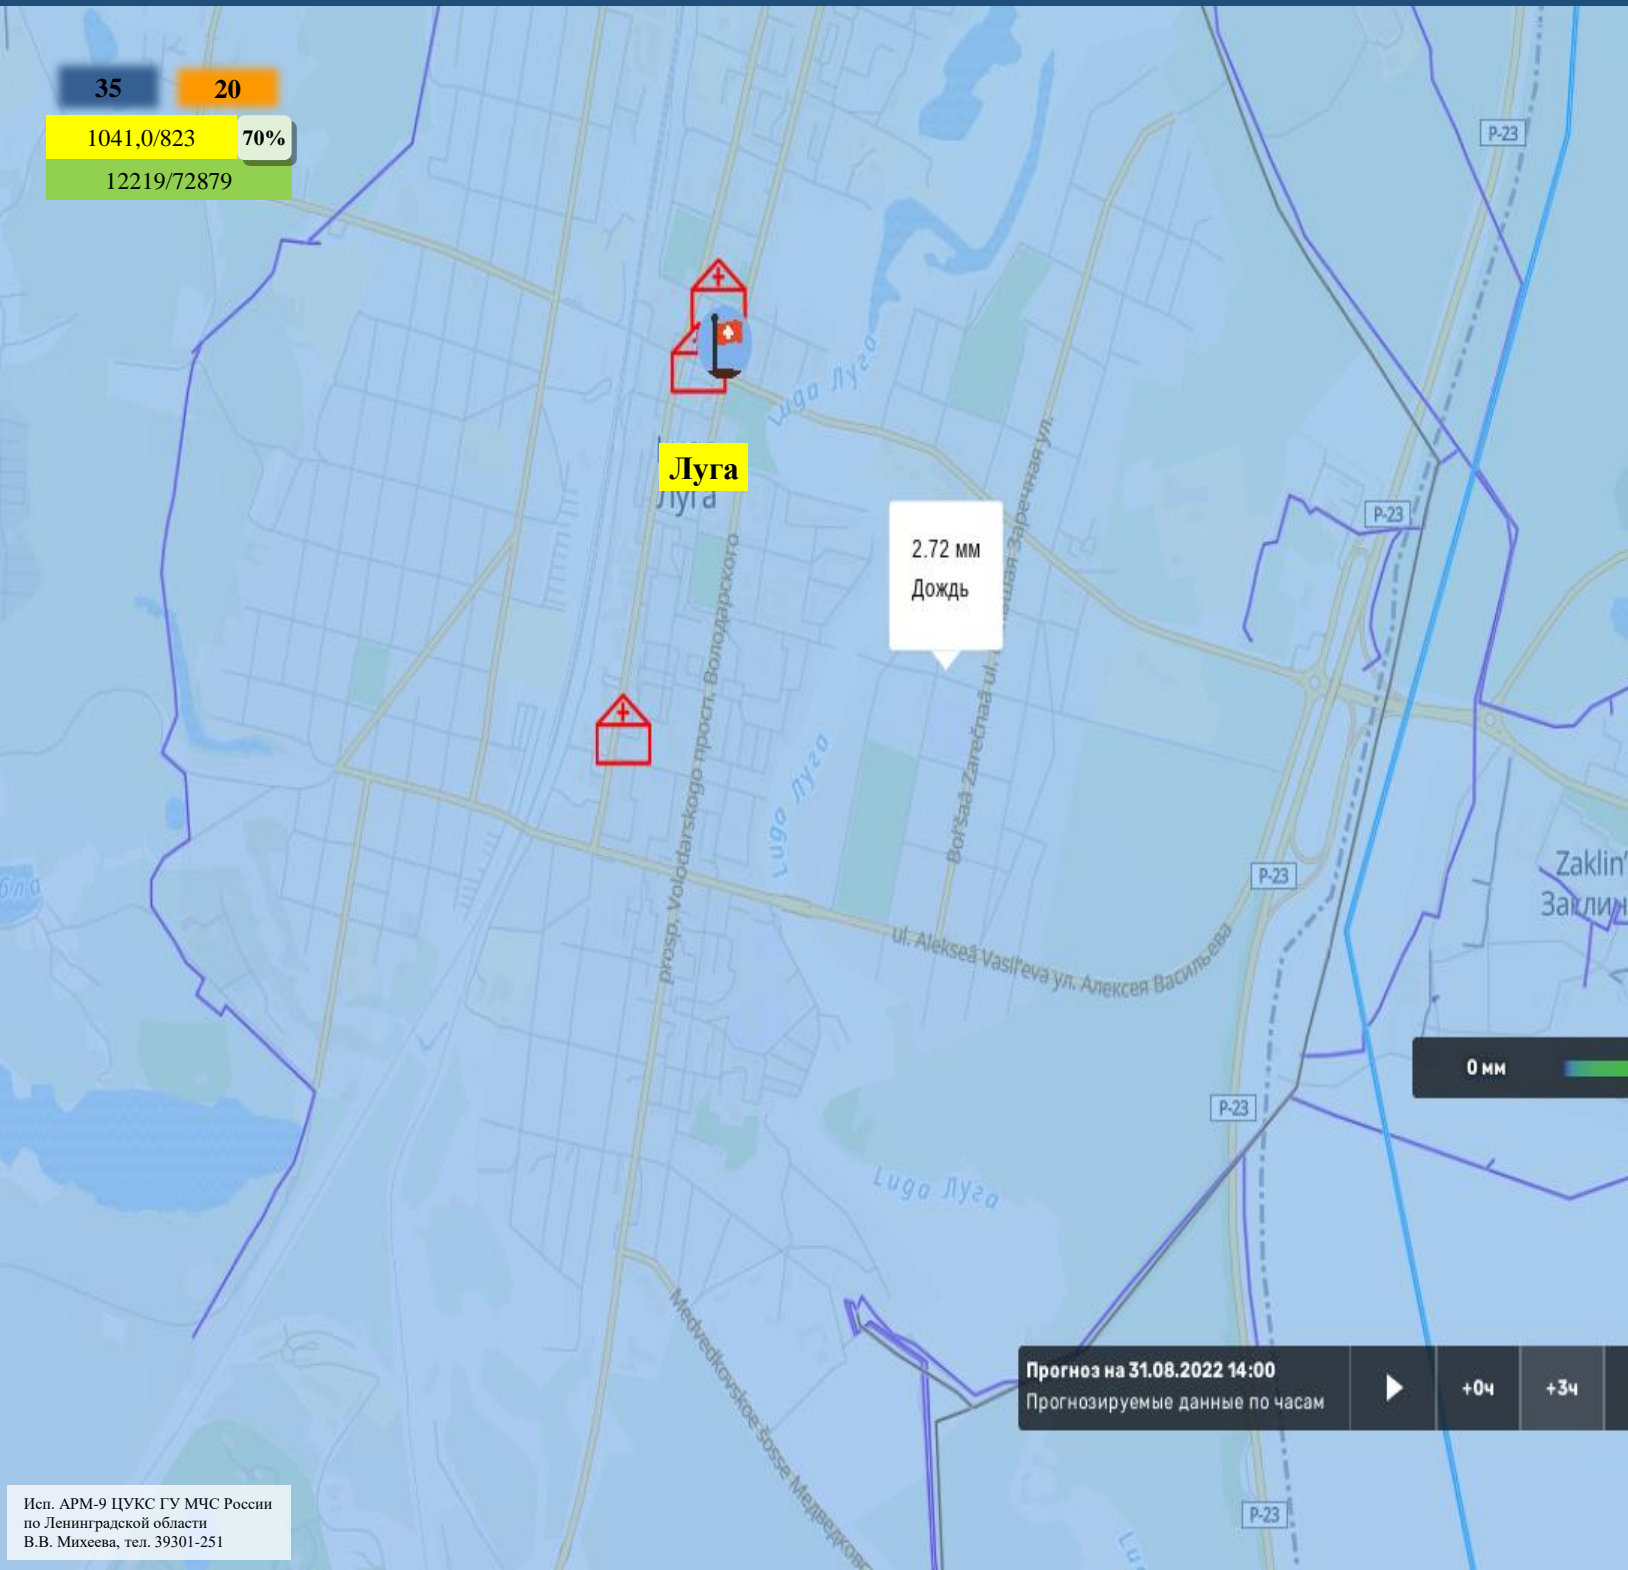 35
20
1041,0/823
70%
12219/72879
Р-23
Luga Луга
Луга
Луга
Р-23
2.72 мм
Дождь
Заречная ул.
Bol'šaâ Zarečnaâ ul.
prosp. Volodarskogo просп. Володарского
Luga Луга
Р-23
Zaklin'
Заклин
ul. Alekseâ Vasil'eva ул. Алексея Васильева
0 мм
Р-23
Luga Луга
Medvedkovskoe šosse Медведковс
Прогноз на 31.08.2022 14:00
Прогнозируемые данные по часам
+0ч
+3ч
Р-23
Lu
Исп. АРМ-9 ЦУКС ГУ МЧС России
по Ленинградской области
В.В. Михеева, тел. 39301-251